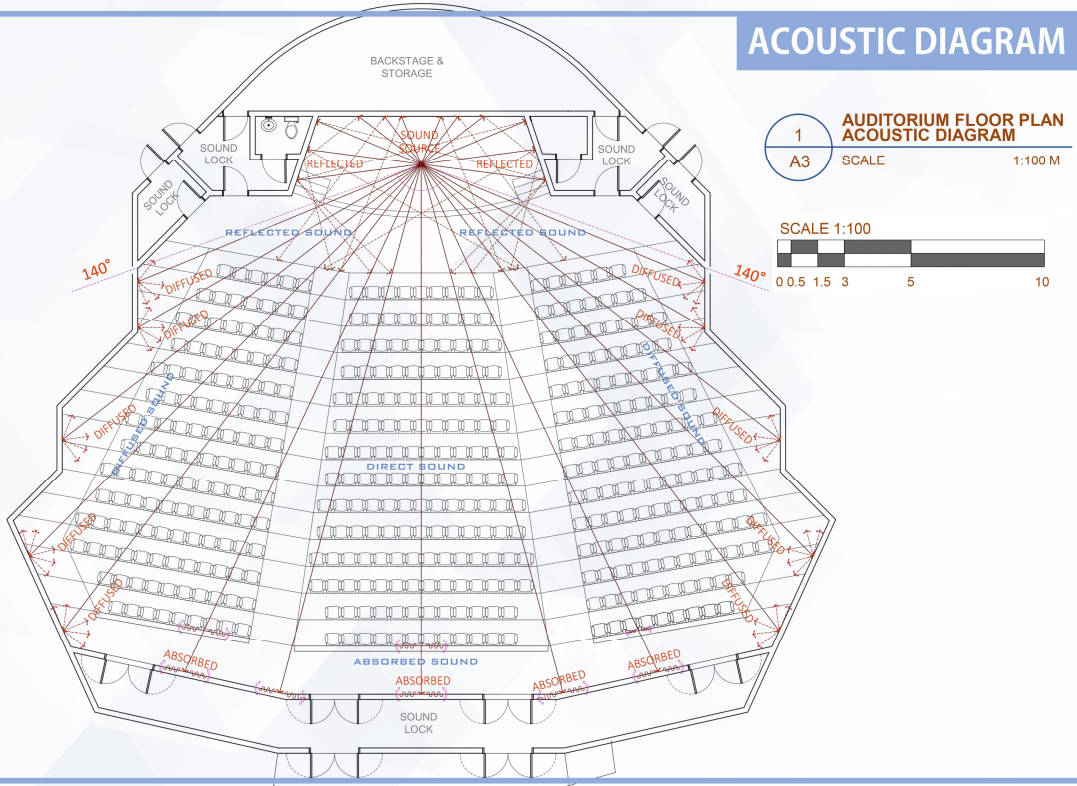 ACOUSTIC DIAGRAM
BACKSTAGE &
STORAGE
1
A3
AUDITORIUM FLOOR PLAN
ACOUSTIC DIAGRAM
SCALE 1:100 M
SCALE 1:100
0 0.5 1.5 3 5 10
SOUND
LOCK
SOUND
SOURCE
SOUND
LOCK
REFLECTED
REFLECTED
SOUND
LOCK
SOUND
LOCK
REFLECTED SOUND
REFLECTED SOUND
140°
140°
DIFFUSED
DIFFUSED
DIFFUSED
DIFFUSED
DIFFUSED SOUND
DIFFUSED SOUND
DIFFUSED
DIFFUSED
DIRECT SOUND
DIFFUSED
DIFFUSED
DIFFUSED
DIFFUSED
ABSORBED
ABSORBED SOUND
ABSORBED
ABSORBED
ABSORBED
SOUND
LOCK